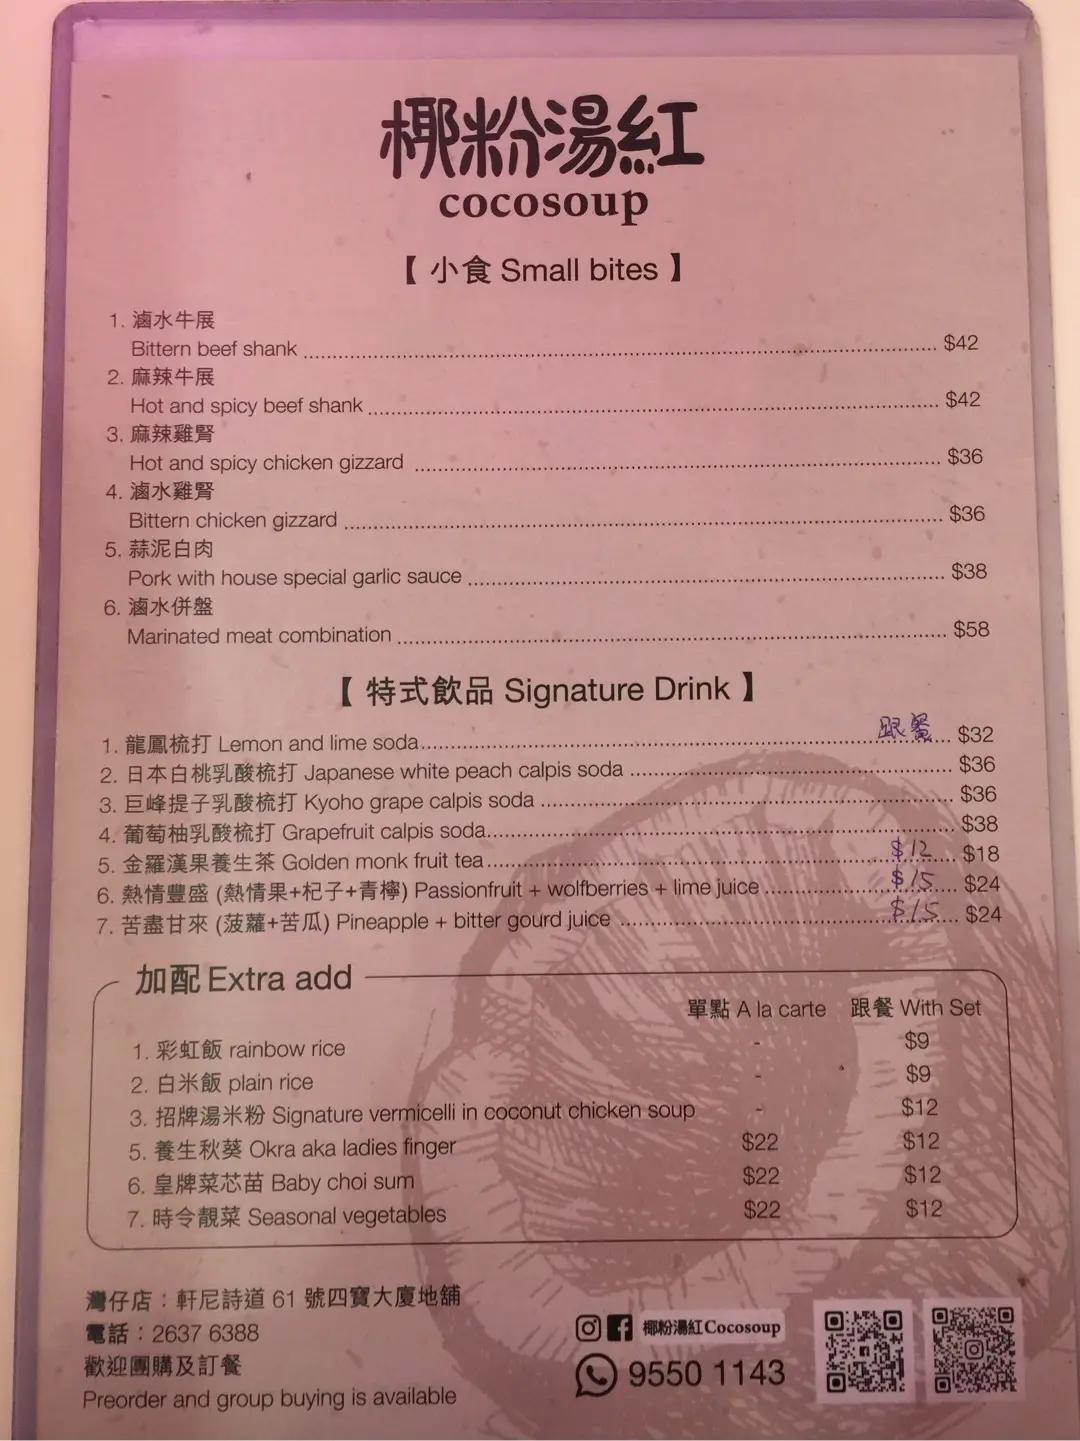 椰粉湯紅
cocosoup
【 小食 Small bites 】
1. 滷水牛展
Bittern beef shank ........ $42
2. 麻辣牛展
Hot and spicy beef shank ........ $42
3. 麻辣雞腎
Hot and spicy chicken gizzard ........ $36
4. 滷水雞腎
Bittern chicken gizzard ........ $36
5. 蒜泥白肉
Pork with house special garlic sauce ........ $38
6. 滷水併盤
Marinated meat combination ........ $58
【 特式飲品 Signature Drink 】
跟餐
1. 龍鳳梳打 Lemon and lime soda ........ $32
2. 日本白桃乳酸梳打 Japanese white peach calpis soda ........ $36
3. 巨峰提子乳酸梳打 Kyoho grape calpis soda ........ $36
4. 葡萄柚乳酸梳打 Grapefruit calpis soda ........ $38
5. 金羅漢果養生茶 Golden monk fruit tea ........ $12 $18
6. 熱情豐盛 (熱情果+杞子+青檸) Passionfruit + wolfberries + lime juice ........ $15 $24
7. 苦盡甘來 (菠蘿+苦瓜) Pineapple + bitter gourd juice ........ $15 $24
加配 Extra add
單點 A la carte 跟餐 With Set
1. 彩虹飯 rainbow rice - $9
2. 白米飯 plain rice - $9
3. 招牌湯米粉 Signature vermicelli in coconut chicken soup - $12
5. 養生秋葵 Okra aka ladies finger $22 $12
6. 皇牌菜芯苗 Baby choi sum $22 $12
7. 時令靚菜 Seasonal vegetables $22 $12
灣仔店：軒尼詩道 61 號四寶大廈地舖
電話：2637 6388
歡迎團購及訂餐
Preorder and group buying is available
椰粉湯紅Cocosoup
9550 1143